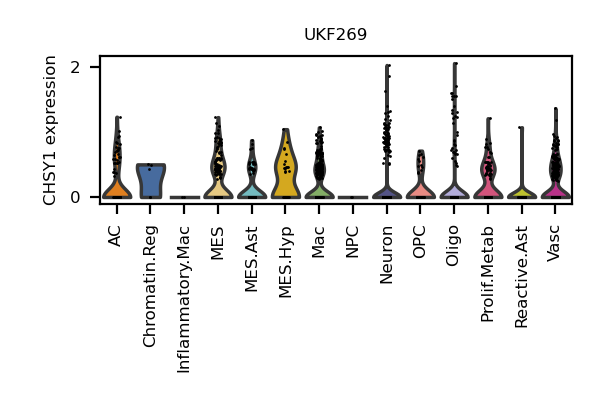 UKF269
CHSY1 expression
2
0
AC
Chromatin.Reg
Inflammatory.Mac
MES
MES.Ast
MES.Hyp
Mac
NPC
Neuron
OPC
Oligo
Prolif.Metab
Reactive.Ast
Vasc